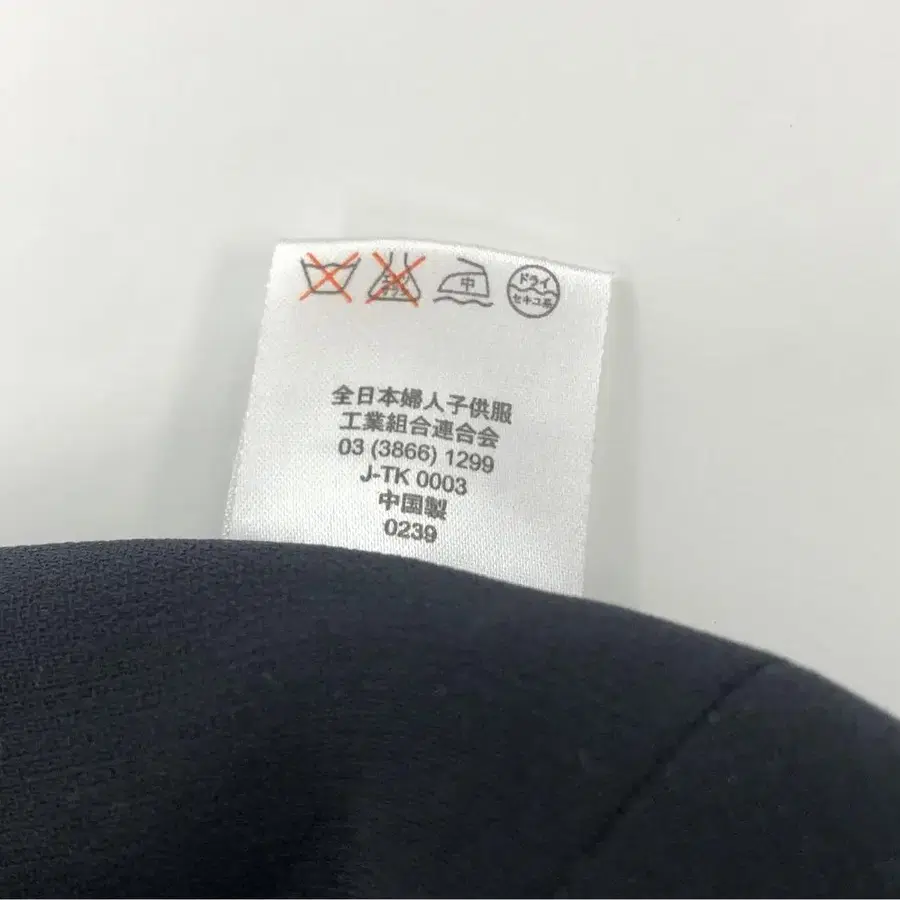 中
ドライ
セキユ系
全日本婦人子供服
工業組合連合会
03 (3866) 1299
J-TK 0003
中国製
0239